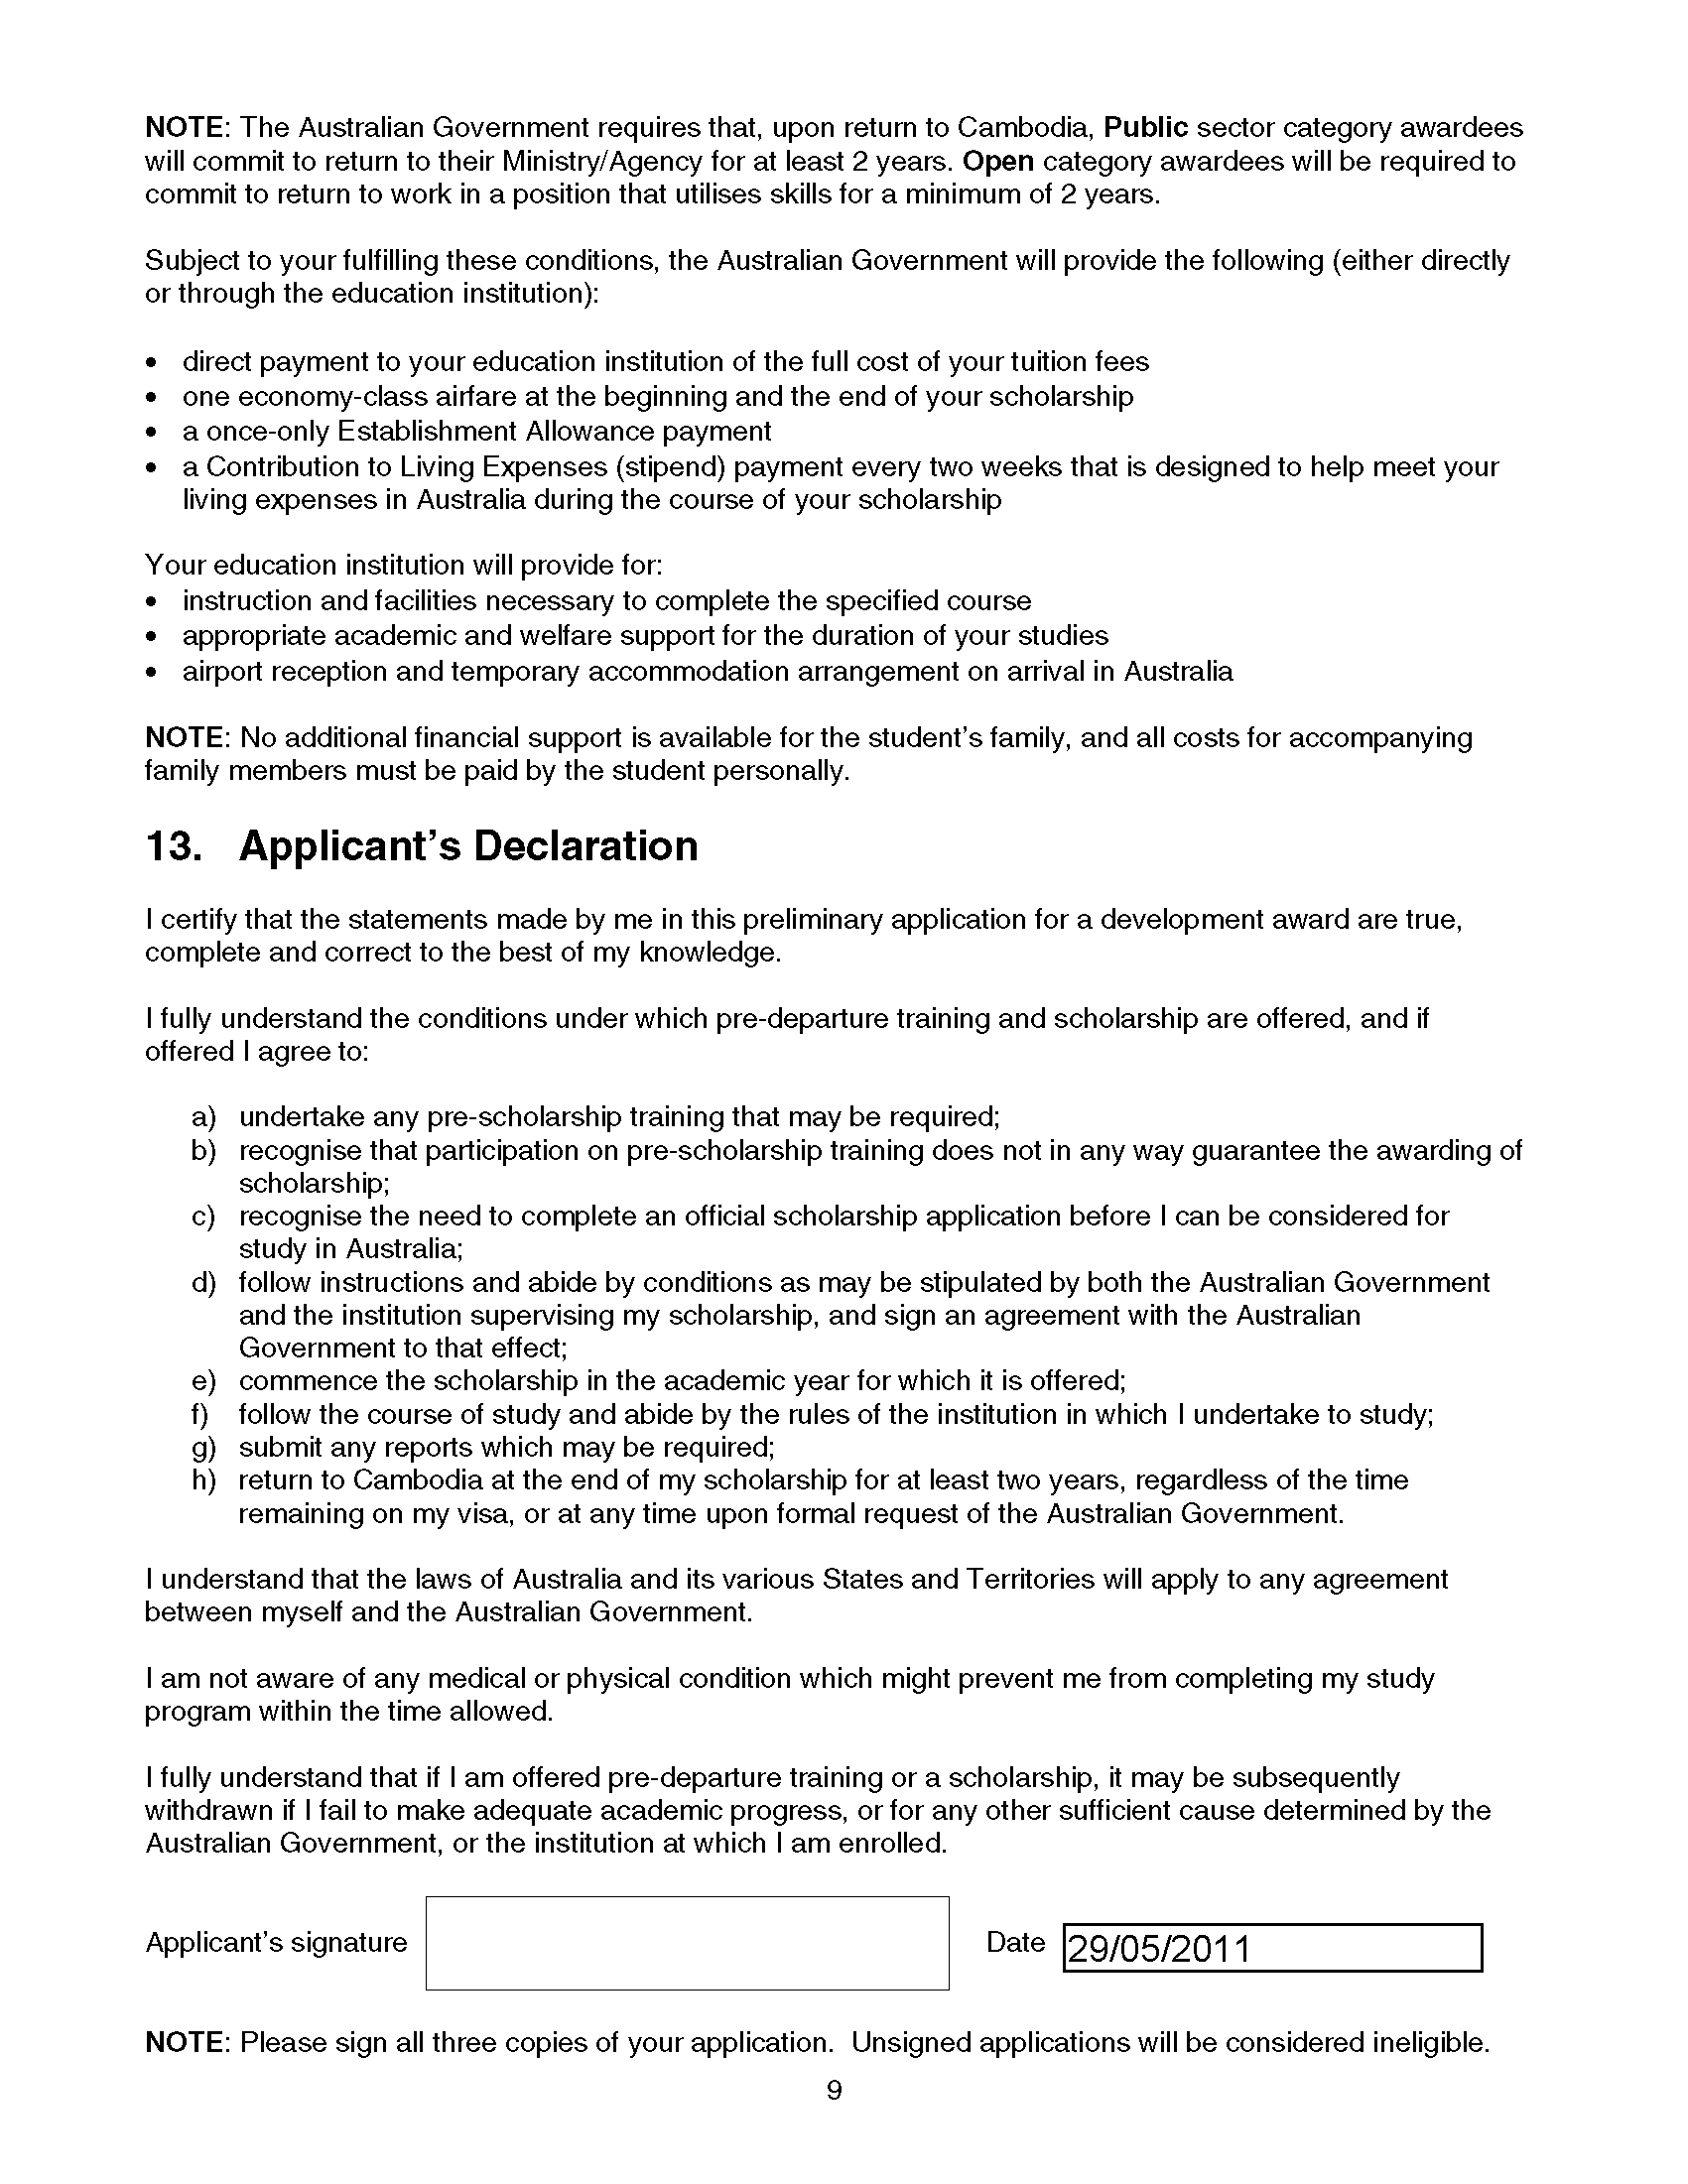 NOTE: The Australian Government requires that, upon return to Cambodia, Public sector category awardees
will commit to return to their Ministry/Agency for at least 2 years. Open category awardees will be required to
commit to return to work in a position that utilises skills for a minimum of 2 years.
Subject to your fulfilling these conditions, the Australian Government will provide the following (either directly
or through the education institution):
• direct payment to your education institution of the full cost of your tuition fees
• one economy-class airfare at the beginning and the end of your scholarship
• a once-only Establishment Allowance payment
• a Contribution to Living Expenses (stipend) payment every two weeks that is designed to help meet your
living expenses in Australia during the course of your scholarship
Your education institution will provide for:
• instruction and facilities necessary to complete the specified course
• appropriate academic and welfare support for the duration of your studies
• airport reception and temporary accommodation arrangement on arrival in Australia
NOTE: No additional financial support is available for the student's family, and all costs for accompanying
family members must be paid by the student personally.
13. Applicant's Declaration
I certify that the statements made by me in this preliminary application for a development award are true,
complete and correct to the best of my knowledge.
I fully understand the conditions under which pre-departure training and scholarship are offered, and if
offered I agree to:
a) undertake any pre-scholarship training that may be required;
b) recognise that participation on pre-scholarship training does not in any way guarantee the awarding of
scholarship;
c) recognise the need to complete an official scholarship application before I can be considered for
study in Australia;
d) follow instructions and abide by conditions as may be stipulated by both the Australian Government
and the institution supervising my scholarship, and sign an agreement with the Australian
Government to that effect;
e) commence the scholarship in the academic year for which it is offered;
f) follow the course of study and abide by the rules of the institution in which I undertake to study;
g) submit any reports which may be required;
h) return to Cambodia at the end of my scholarship for at least two years, regardless of the time
remaining on my visa, or at any time upon formal request of the Australian Government.
I understand that the laws of Australia and its various States and Territories will apply to any agreement
between myself and the Australian Government.
I am not aware of any medical or physical condition which might prevent me from completing my study
program within the time allowed.
I fully understand that if I am offered pre-departure training or a scholarship, it may be subsequently
withdrawn if I fail to make adequate academic progress, or for any other sufficient cause determined by the
Australian Government, or the institution at which I am enrolled.
Applicant's signature Date 29/05/2011
NOTE: Please sign all three copies of your application. Unsigned applications will be considered ineligible.
9